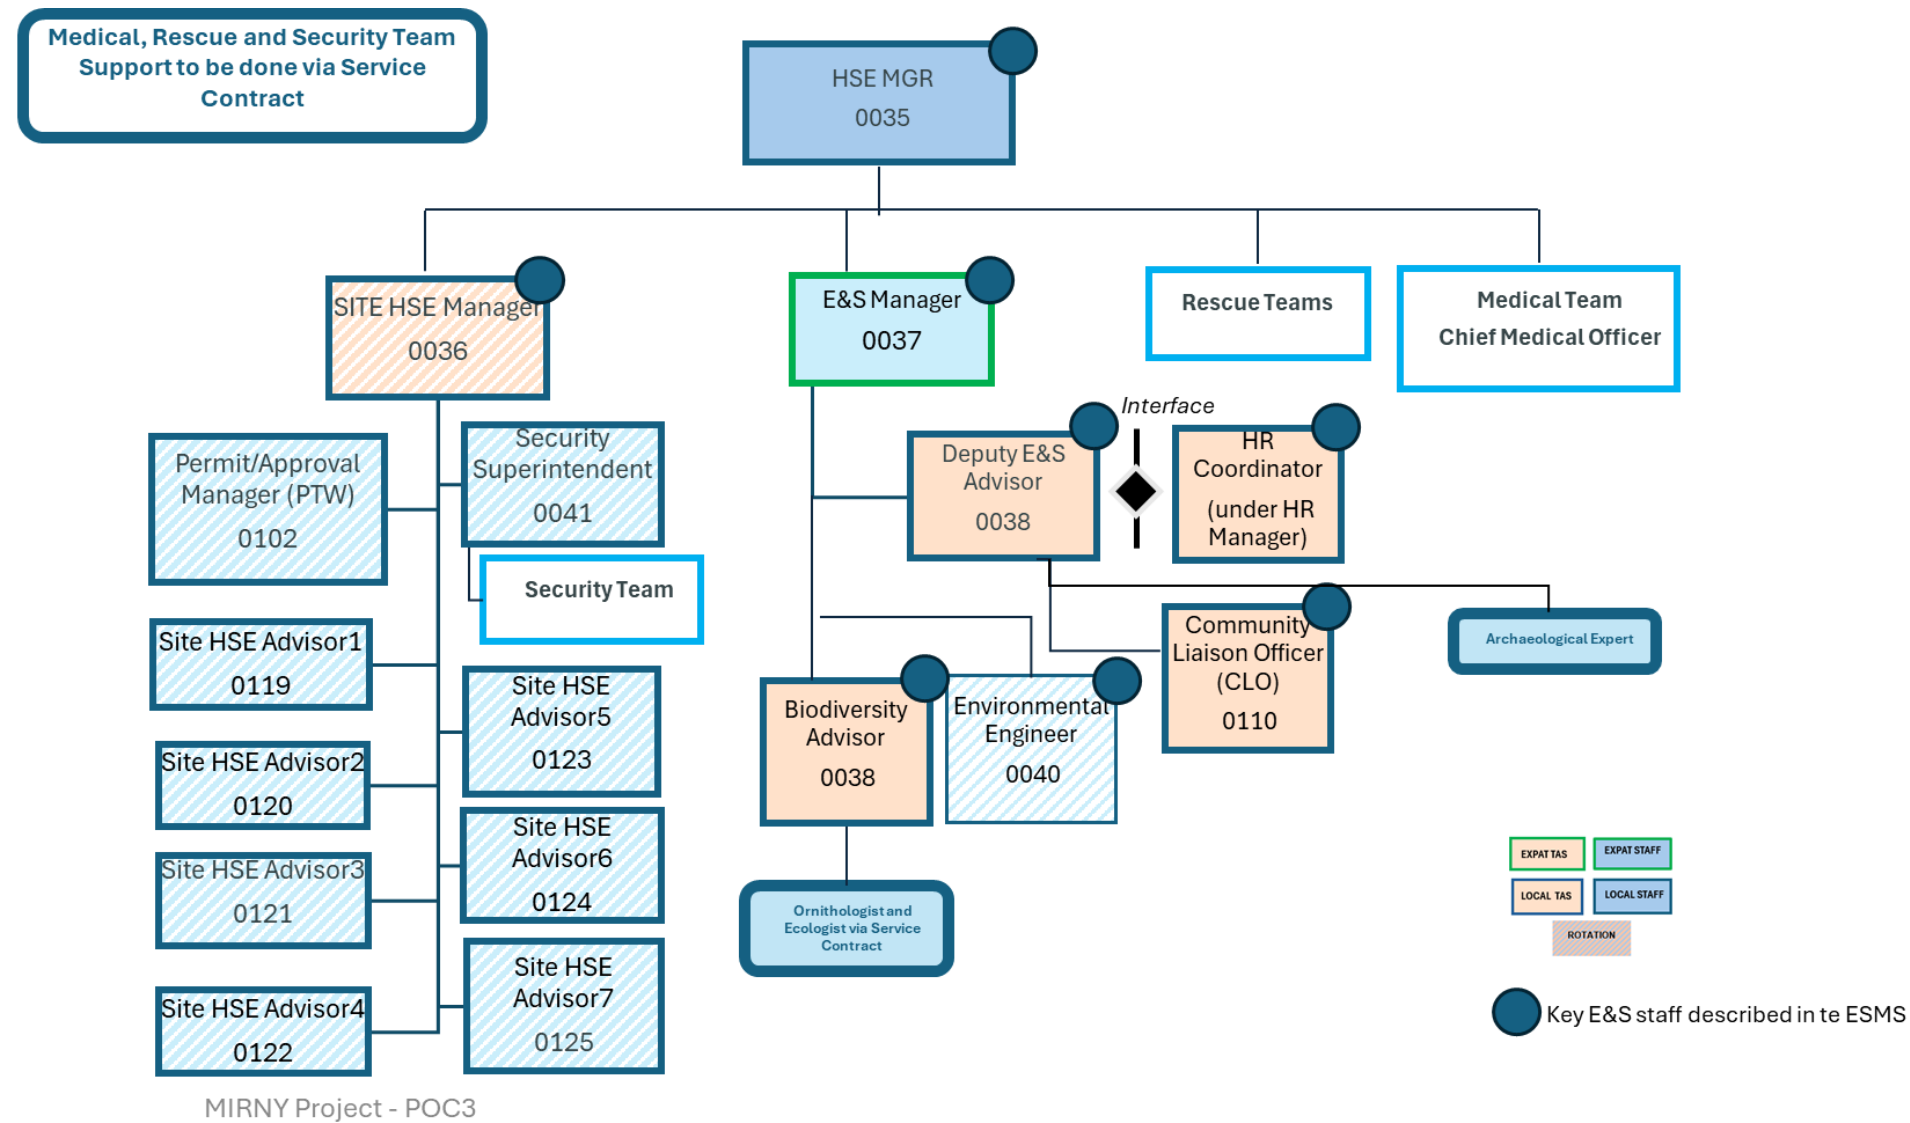 Medical, Rescue and Security Team
Support to be done via Service
Contract
HSE MGR
0035
SITE HSE Manager
0036
E&S Manager
0037
Rescue Teams
Medical Team
Chief Medical Officer
Permit/Approval
Manager (PTW)
0102
Security
Superintendent
0041
Security Team
Site HSE Advisor1
0119
Site HSE Advisor2
0120
Site HSE Advisor3
0121
Site HSE Advisor4
0122
Site HSE
Advisor5
0123
Site HSE
Advisor6
0124
Site HSE
Advisor7
0125
Deputy E&S
Advisor
0038
Interface
HR
Coordinator
(under HR
Manager)
Biodiversity
Advisor
0038
Environmental
Engineer
0040
Community
Liaison Officer
(CLO)
0110
Archaeological Expert
Ornithologist and
Ecologist via Service
Contract
EXPAT TAS
EXPAT STAFF
LOCAL TAS
LOCAL STAFF
ROTATION
Key E&S staff described in te ESMS
MIRNY Project - POC3